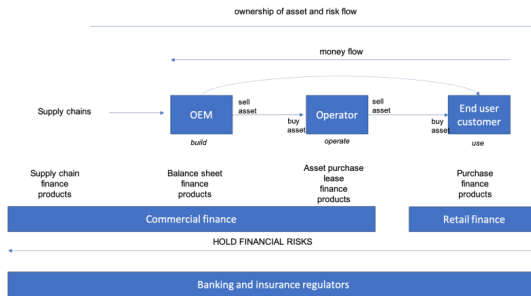 ownership of asset and risk flow
money flow
Supply chains
OEM
build
sell
asset
buy
asset
Operator
operate
sell
asset
buy
asset
End user
customer
use
Supply chain
finance
products
Balance sheet
finance
products
Asset purchase
lease
finance
products
Purchase
finance
products
Commercial finance
Retail finance
HOLD FINANCIAL RISKS
Banking and insurance regulators